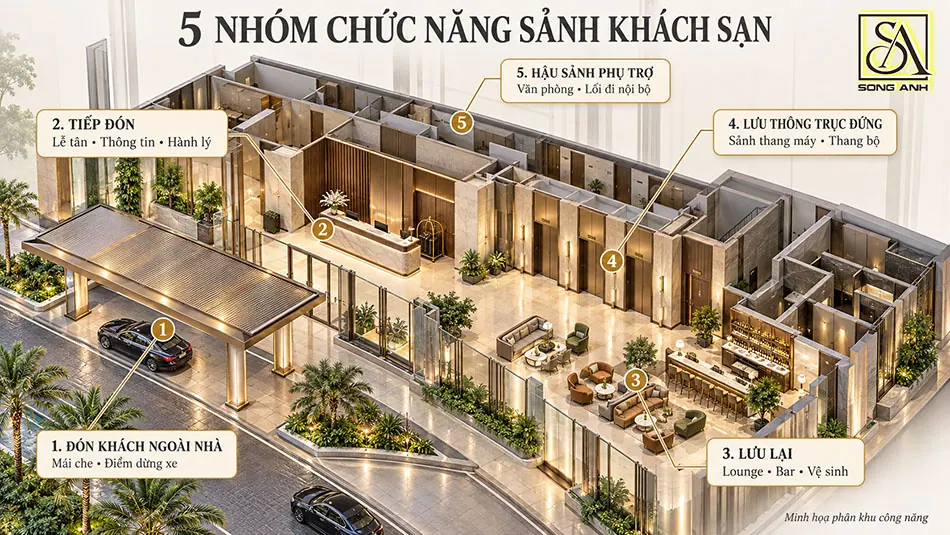 5 NHÓM CHỨC NĂNG SẢNH KHÁCH SẠN
SA
SONG ANH
5. HẬU SẢNH PHỤ TRỢ
Văn phòng • Lối đi nội bộ
2. TIẾP ĐÓN
Lễ tân • Thông tin • Hành lý
4. LƯU THÔNG TRỤC ĐỨNG
Sảnh thang máy • Thang bộ
5
2
4
1
3
1. ĐÓN KHÁCH NGOÀI NHÀ
Mái che • Điểm dừng xe
3. LƯU LẠI
Lounge • Bar • Vệ sinh
Minh họa phân khu công năng